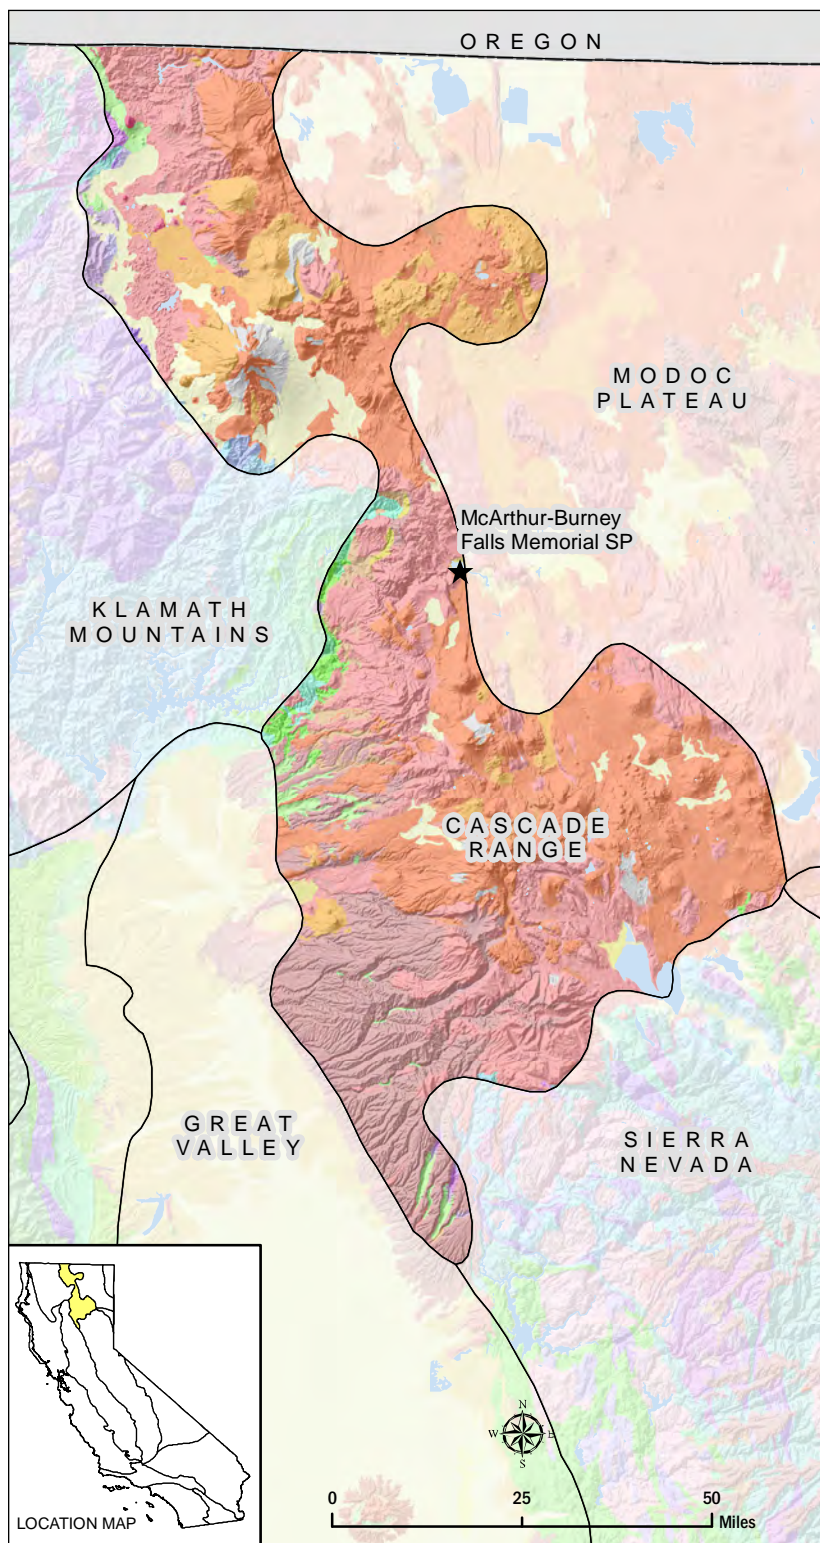 OREGON
MODOC
PLATEAU
McArthur-Burney
Falls Memorial SP
KLAMATH
MOUNTAINS
CASCADE
RANGE
GREAT
VALLEY
SIERRA
NEVADA
N
W E
S
0 25 50
Miles
LOCATION MAP